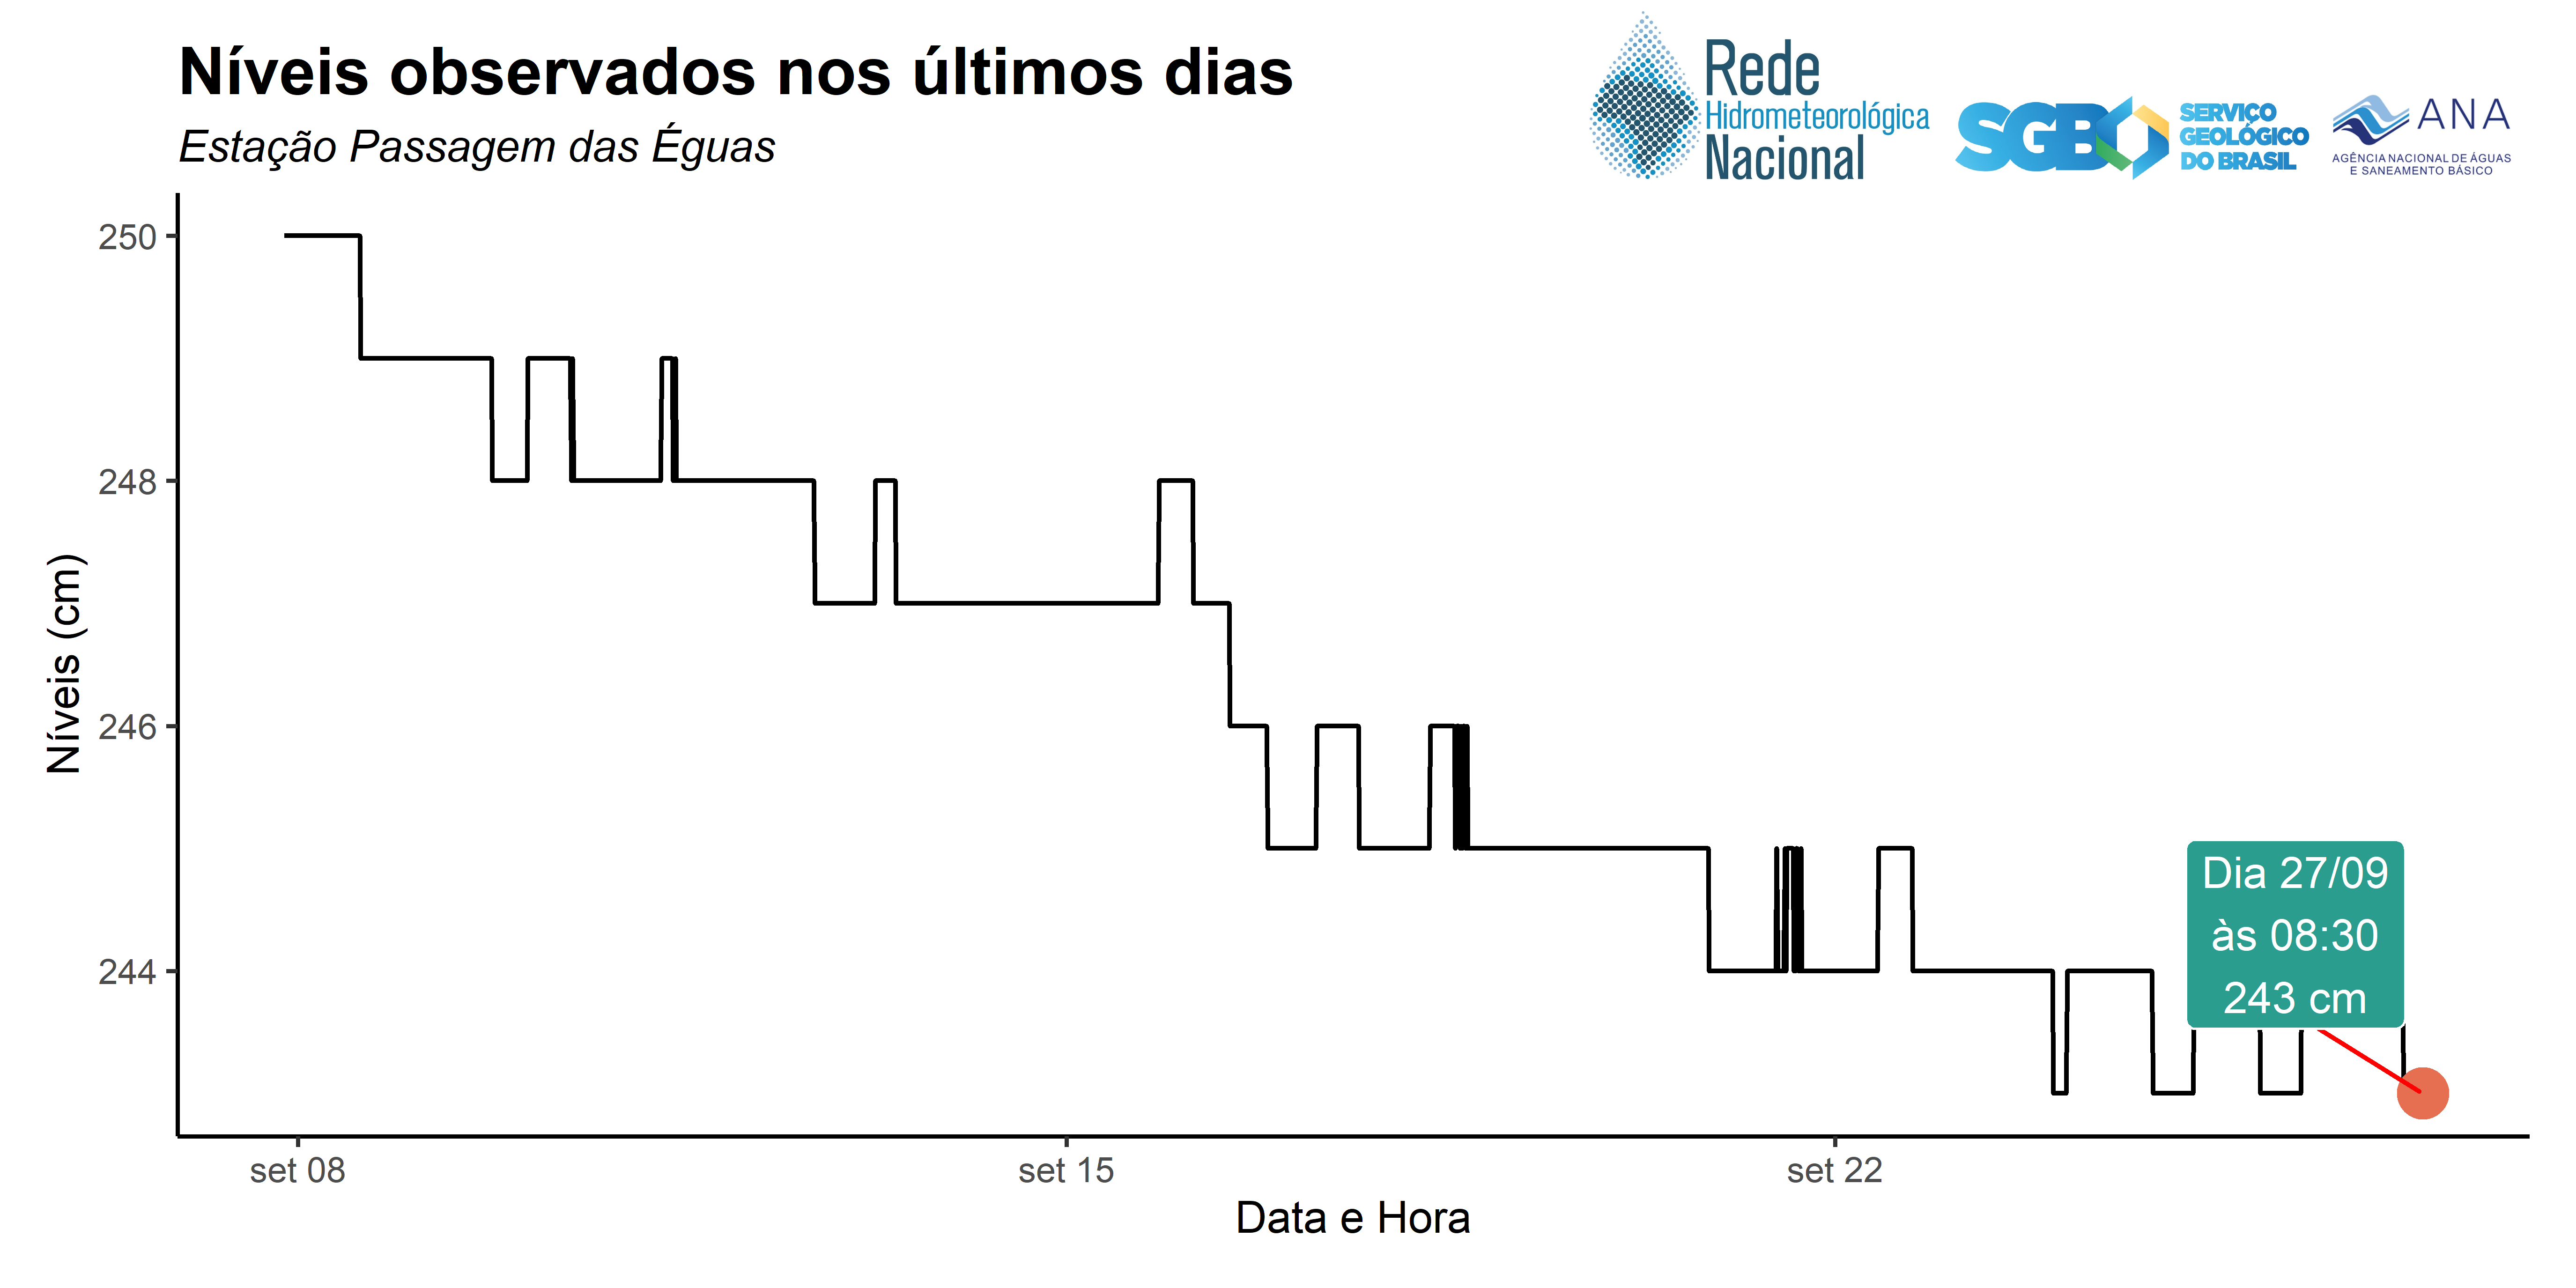 Níveis observados nos últimos dias
Estação Passagem das Éguas
Rede
Hidrometeorológica
Nacional
SGB
SERVIÇO
GEOLÓGICO
DO BRASIL
ANA
AGÊNCIA NACIONAL DE ÁGUAS
E SANEAMENTO BÁSICO
Níveis (cm)
250
248
246
244
Dia 27/09
às 08:30
243 cm
set 08
set 15
set 22
Data e Hora